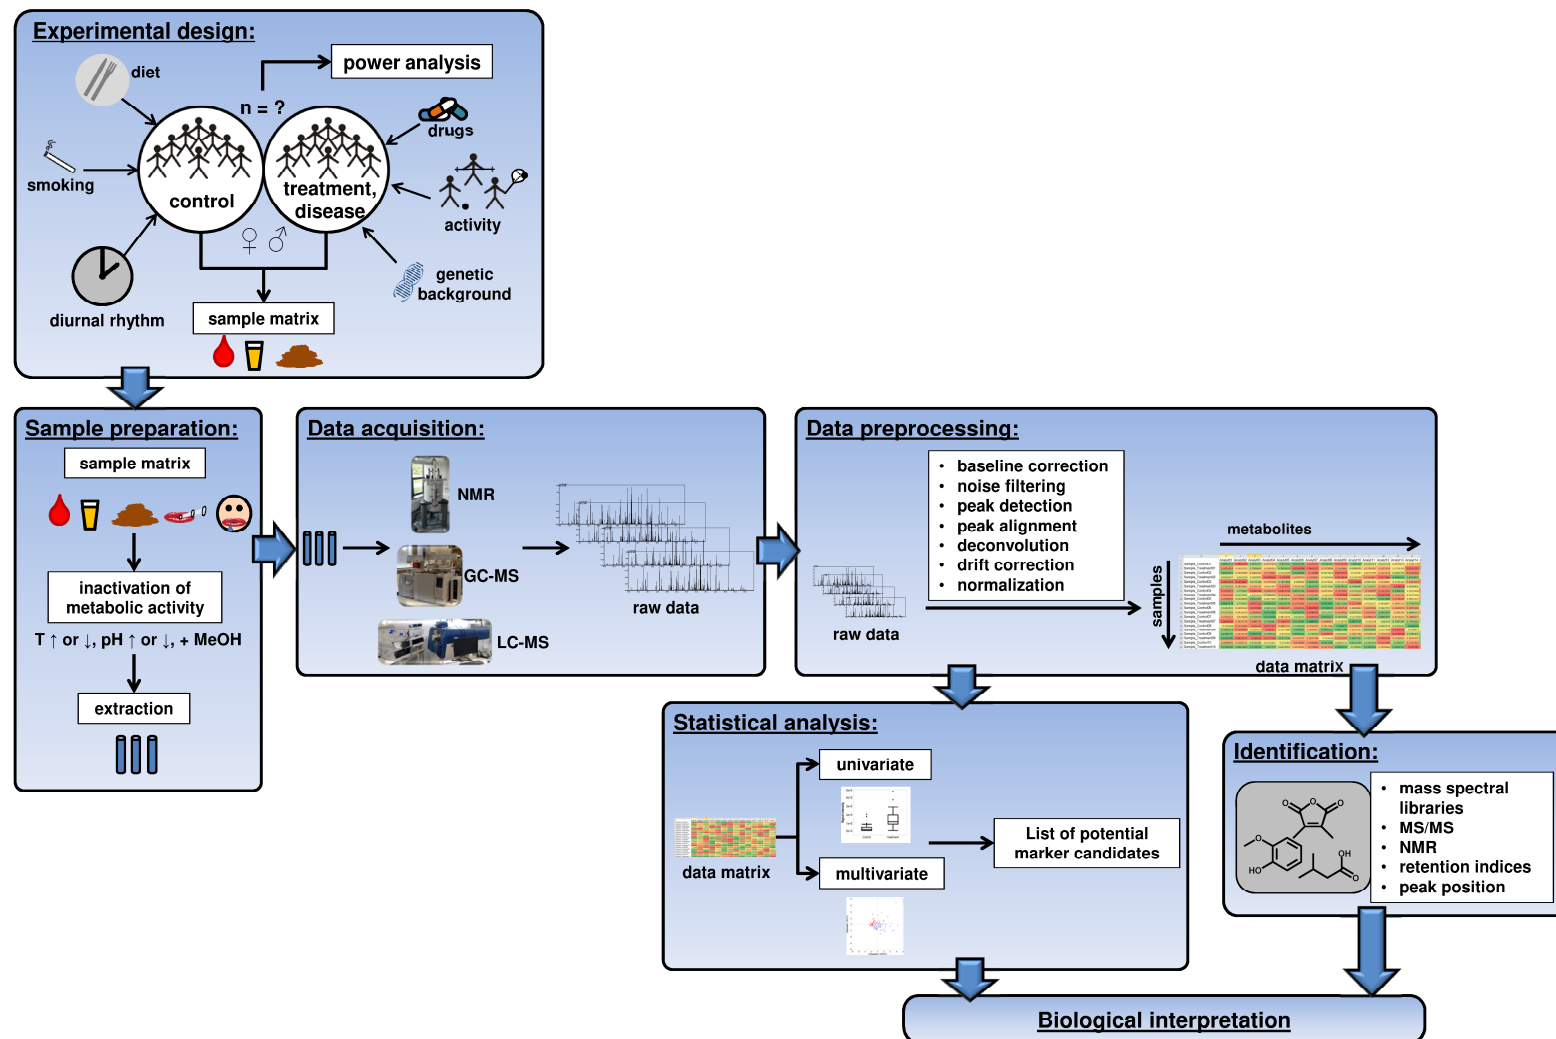 Experimental design:
diet
power analysis
n = ?
drugs
smoking
control
treatment,
disease
activity
genetic
background
diurnal rhythm
sample matrix
Sample preparation:
sample matrix
inactivation of
metabolic activity
T ↑ or ↓, pH ↑ or ↓, + MeOH
extraction
Data acquisition:
NMR
GC-MS
LC-MS
raw data
Data preprocessing:
• baseline correction
• noise filtering
• peak detection
• peak alignment
• deconvolution
• drift correction
• normalization
raw data
metabolites
samples
data matrix
Statistical analysis:
univariate
data matrix
multivariate
List of potential
marker candidates
Identification:
O O O
O
HO
OH
O
• mass spectral
libraries
• MS/MS
• NMR
• retention indices
• peak position
Biological interpretation